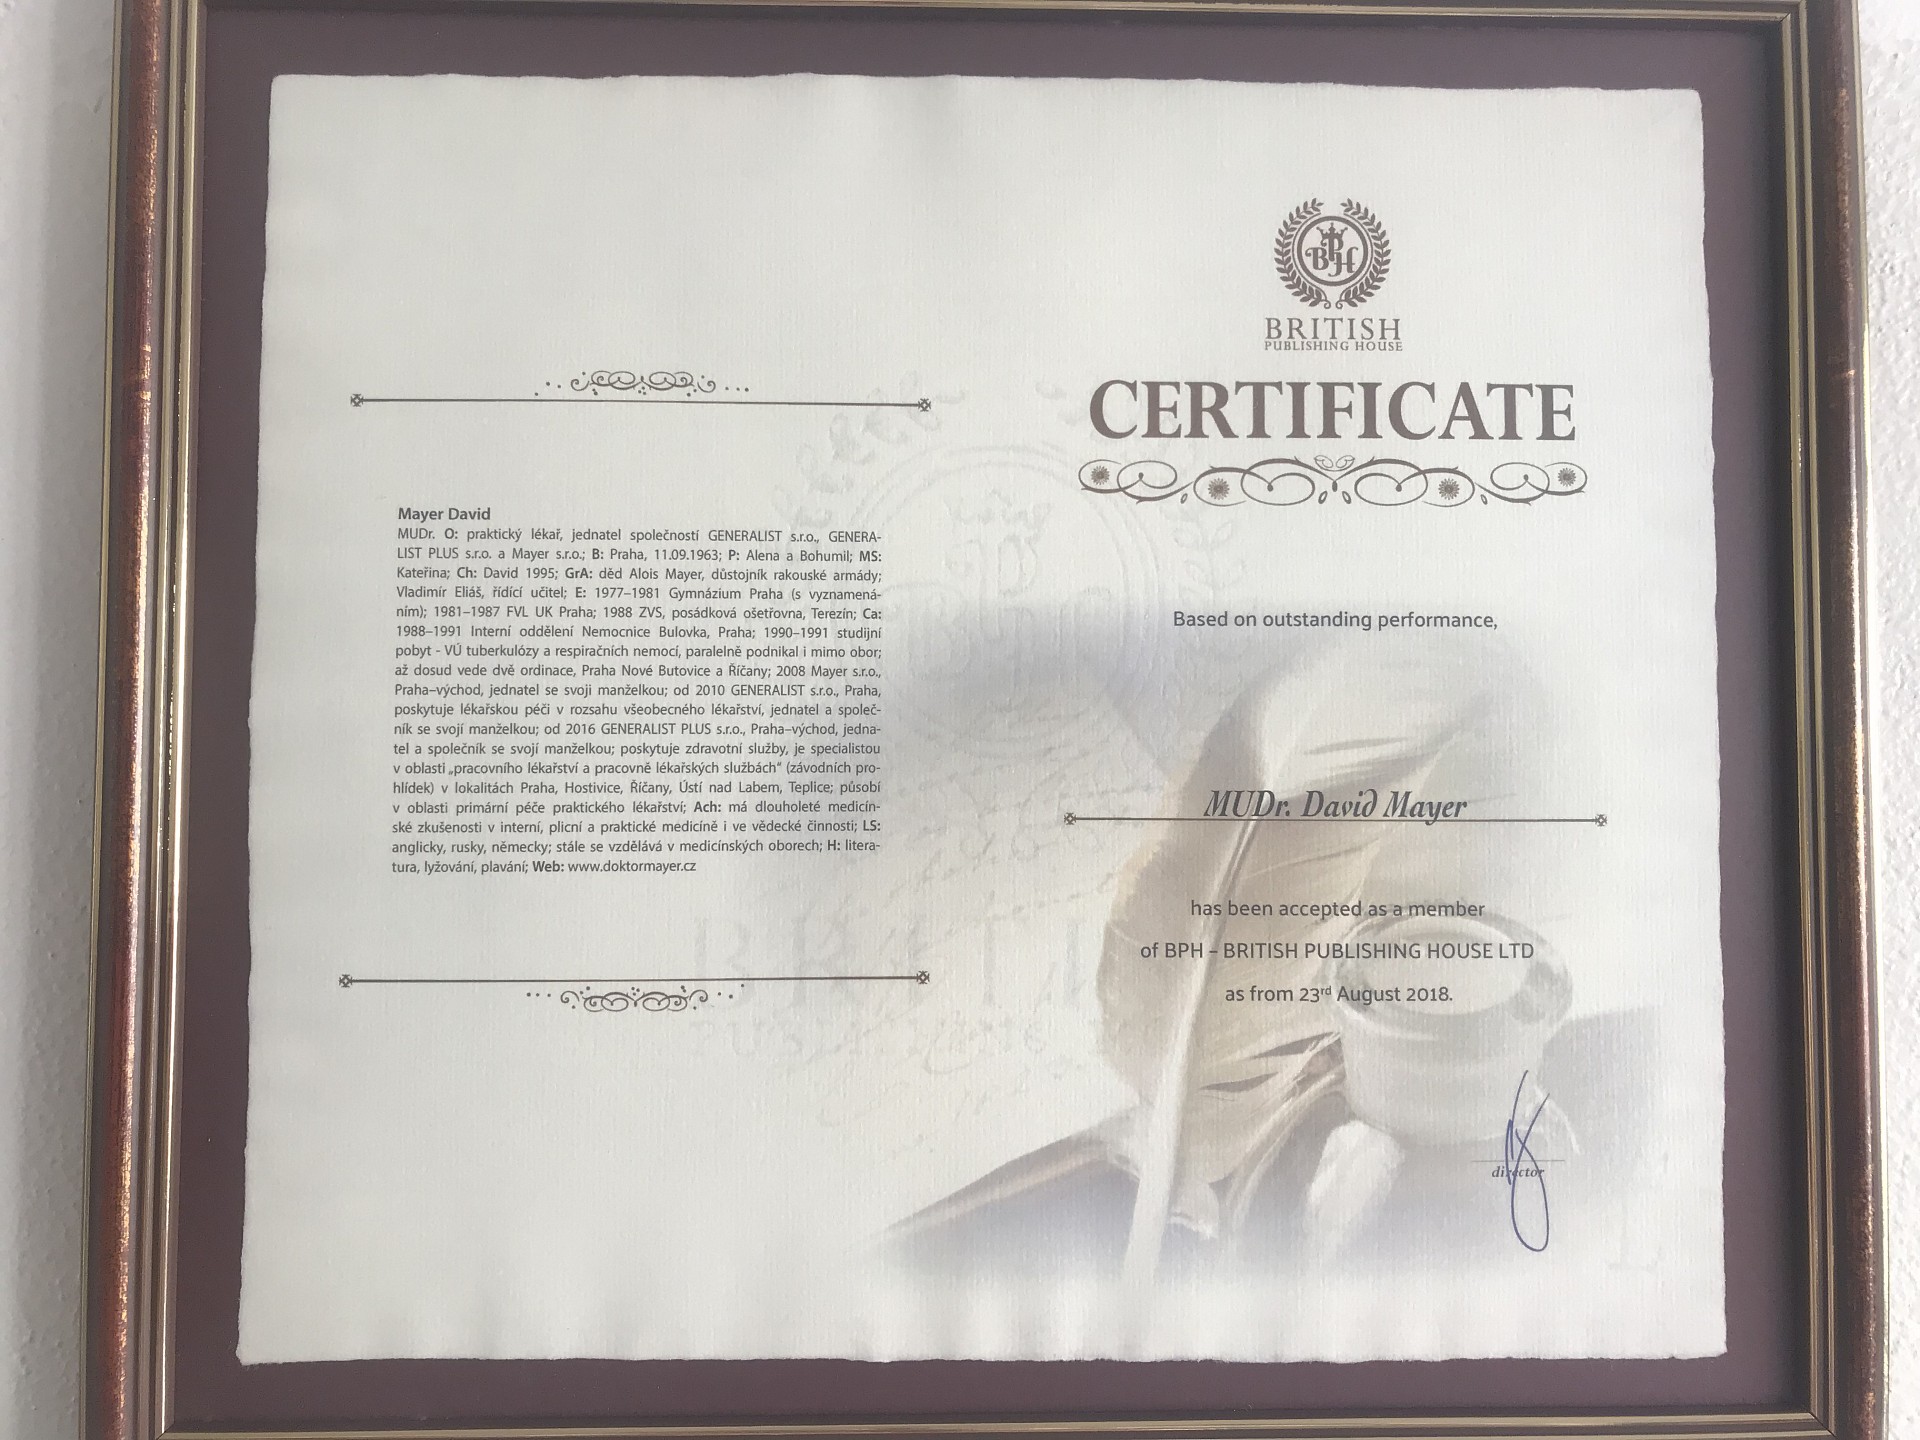 Mayer David
MUDr. O: praktický lékař, jednatel společností GENERALIST s.r.o., GENERA-
LIST PLUS s.r.o. a Mayer s.r.o.; B: Praha, 11.09.1963; P: Alena a Bohumil; MS:
Kateřina; Ch: David 1995; GrA: děd Alois Mayer, důstojník rakouské armády;
Vladimír Eliáš, řídící učitel; E: 1977–1981 Gymnázium Praha (s vyznamená-
ním); 1981–1987 FVL UK Praha; 1988 ZVS, posádková ošetřovna, Terezín; Ca:
1988–1991 Interní oddělení Nemocnice Bulovka, Praha; 1990–1991 studijní
pobyt - VÚ tuberkulózy a respiračních nemocí, paralelně podnikal i mimo obor;
až dosud vede dvě ordinace, Praha Nové Butovice a Říčany; 2008 Mayer s.r.o.,
Praha–východ, jednatel se svoji manželkou; od 2010 GENERALIST s.r.o., Praha,
poskytuje lékařskou péči v rozsahu všeobecného lékařství, jednatel a společ-
ník se svojí manželkou; od 2016 GENERALIST PLUS s.r.o., Praha–východ, jedna-
tel a společník se svojí manželkou; poskytuje zdravotní služby, je specialistou
v oblasti „pracovního lékařství a pracovně lékařských službách“ (závodních pro-
hlídek) v lokalitách Praha, Hostivice, Říčany, Ústí nad Labem, Teplice; působí
v oblasti primární péče praktického lékařství; Ach: má dlouholeté medicín-
ské zkušenosti v interní, plicní a praktické medicíně i ve vědecké činnosti; LS:
anglicky, rusky, německy; stále se vzdělává v medicínských oborech; H: litera-
tura, lyžování, plavání; Web: www.doktormayer.cz
BPH
BRITISH
PUBLISHING HOUSE
CERTIFICATE
Based on outstanding performance,
MUDr. David Mayer
has been accepted as a member
of BPH – BRITISH PUBLISHING HOUSE LTD
as from 23rd August 2018.
director